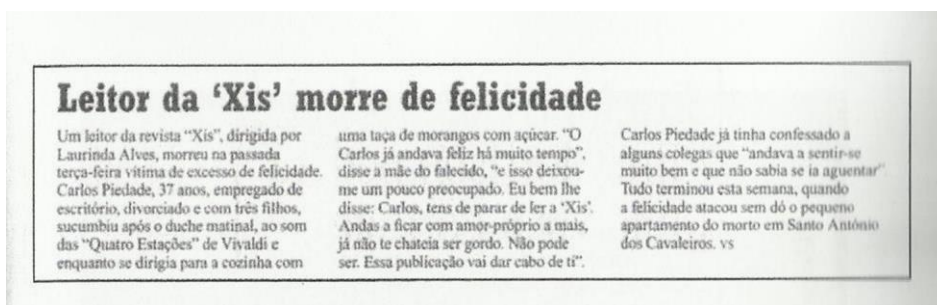 Leitor da ‘Xis’ morre de felicidade
Um leitor da revista “Xis”, dirigida por
Laurinda Alves, morreu na passada
terça-feira vítima de excesso de felicidade.
Carlos Piedade, 37 anos, empregado de
escritório, divorciado e com três filhos,
sucumbiu após o duche matinal, ao som
das “Quatro Estações” de Vivaldi e
enquanto se dirigia para a cozinha com
uma taça de morangos com açúcar. “O
Carlos já andava feliz há muito tempo”,
disse a mãe do falecido, “e isso deixou-
me um pouco preocupado. Eu bem lhe
disse: Carlos, tens de parar de ler a ‘Xis’.
Andas a ficar com amor-próprio a mais,
já não te chateia ser gordo. Não pode
ser. Essa publicação vai dar cabo de ti”.
Carlos Piedade já tinha confessado a
alguns colegas que “andava a sentir-se
muito bem e que não sabia se ia aguentar”.
Tudo terminou esta semana, quando
a felicidade atacou sem dó o pequeno
apartamento do morto em Santo António
dos Cavaleiros. vs